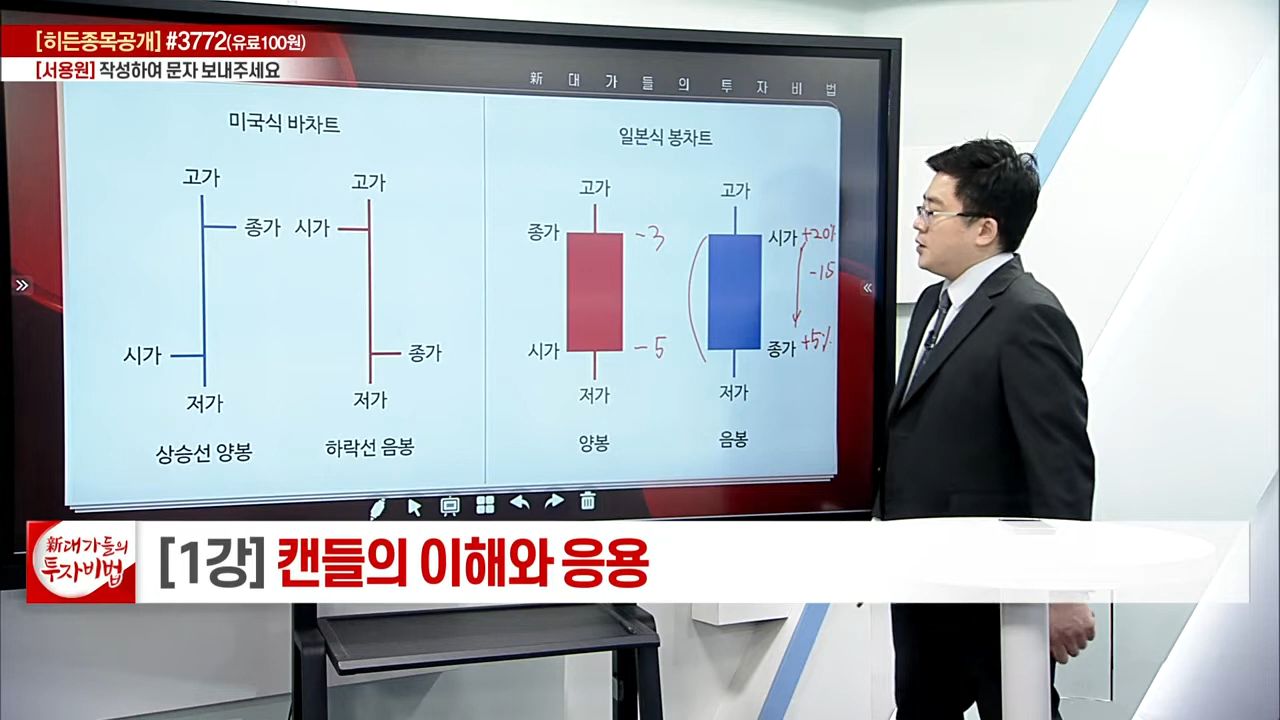 [히든종목공개] #3772(유료100원)
[서용원] 작성하여 문자 보내주세요
新 대 가 들 의 투 자 비 법
미국식 바차트
고가
종가
시가
저가
상승선 양봉
고가
시가
종가
저가
하락선 음봉
일본식 봉차트
고가
종가 -3
시가 -5
저가
양봉
고가
시가 +20%
-15
종가 +5%
저가
음봉
新대가들의
투자비법
[1강] 캔들의 이해와 응용